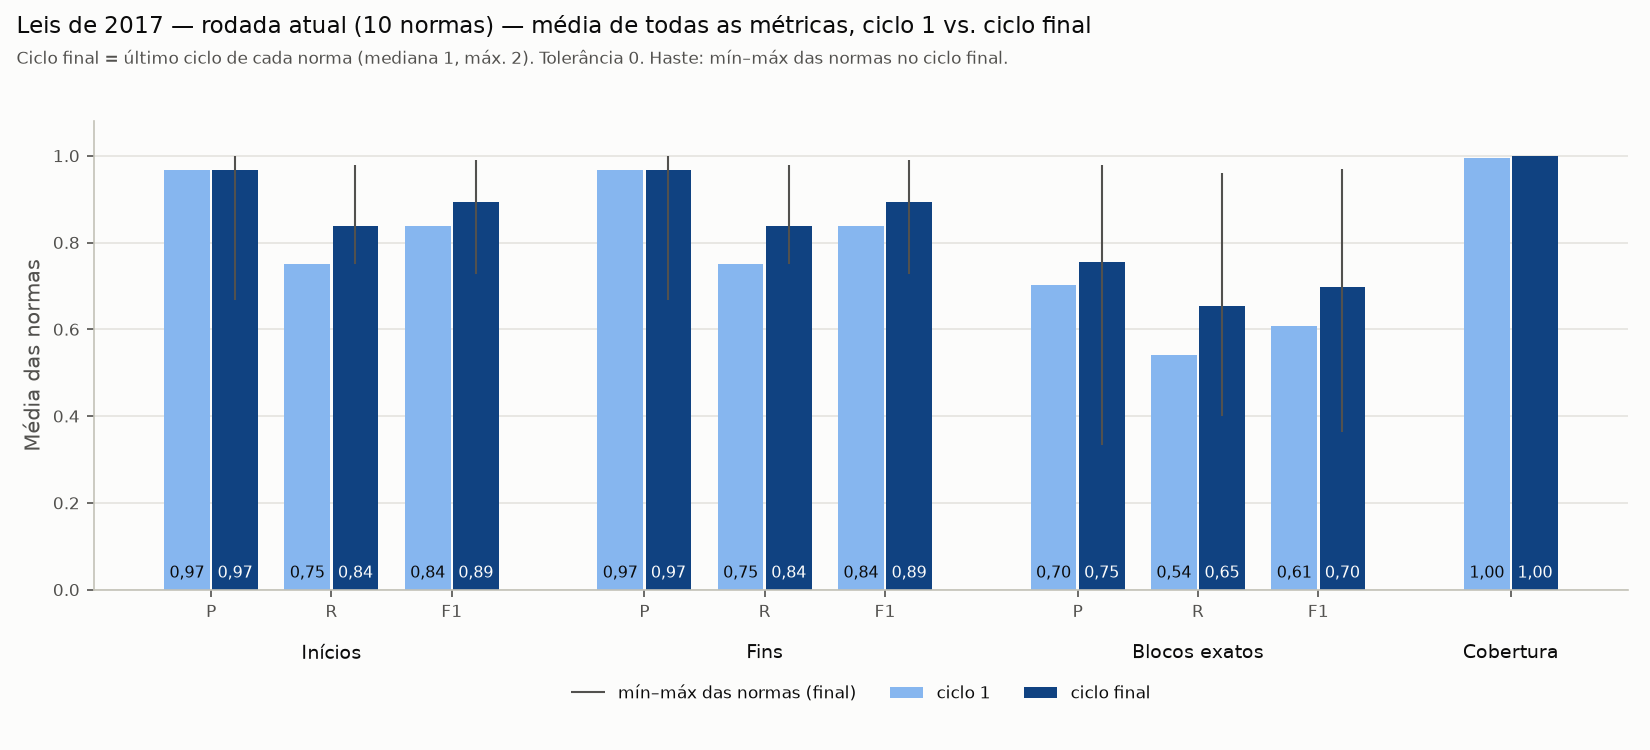 Leis de 2017 — rodada atual (10 normas) — média de todas as métricas, ciclo 1 vs. ciclo final
Ciclo final = último ciclo de cada norma (mediana 1, máx. 2). Tolerância 0. Haste: mín–máx das normas no ciclo final.
Média das normas
1.0
0.8
0.6
0.4
0.2
0.0
0,97 0,97 0,75 0,84 0,84 0,89 0,97 0,97 0,75 0,84 0,84 0,89 0,70 0,75 0,54 0,65 0,61 0,70 1,00 1,00
P R F1 P R F1 P R F1
Inícios Fins Blocos exatos Cobertura
mín–máx das normas (final) ciclo 1 ciclo final